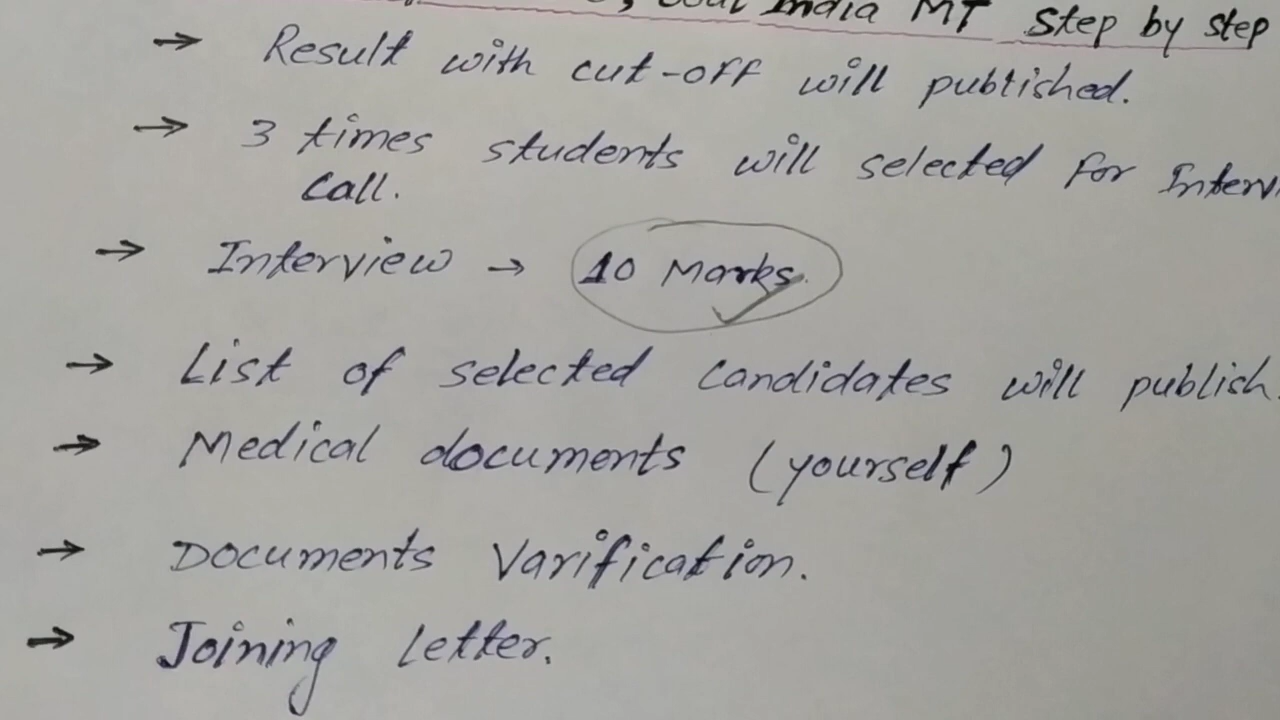 India MT Step by step
→ Result with cut-off will published.
→ 3 times students will selected For
call.
→ Interview → 10 Marks.
→ List of selected candidates will publish.
→ Medical documents (yourself)
→ Documents Varification.
→ Joining letter.